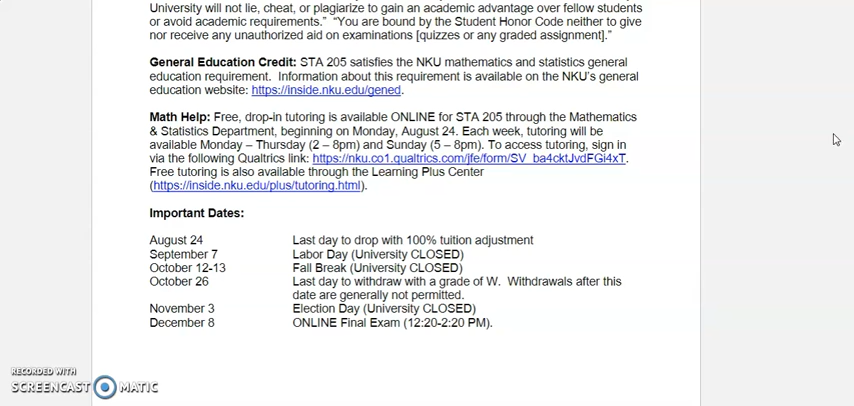 University will not lie, cheat, or plagiarize to gain an academic advantage over fellow students
or avoid academic requirements." "You are bound by the Student Honor Code neither to give
nor receive any unauthorized aid on examinations [quizzes or any graded assignment]."
General Education Credit: STA 205 satisfies the NKU mathematics and statistics general
education requirement. Information about this requirement is available on the NKU's general
education website: https://inside.nku.edu/gened.
Math Help: Free, drop-in tutoring is available ONLINE for STA 205 through the Mathematics
& Statistics Department, beginning on Monday, August 24. Each week, tutoring will be
available Monday – Thursday (2 – 8pm) and Sunday (5 – 8pm). To access tutoring, sign in
via the following Qualtrics link: https://nku.co1.qualtrics.com/jfe/form/SV_ba4cktJvdFGi4xT.
Free tutoring is also available through the Learning Plus Center
(https://inside.nku.edu/plus/tutoring.html).
Important Dates:
August 24 Last day to drop with 100% tuition adjustment
September 7 Labor Day (University CLOSED)
October 12-13 Fall Break (University CLOSED)
October 26 Last day to withdraw with a grade of W. Withdrawals after this
date are generally not permitted.
November 3 Election Day (University CLOSED)
December 8 ONLINE Final Exam (12:20-2:20 PM).
RECORDED WITH
SCREENCAST MATIC